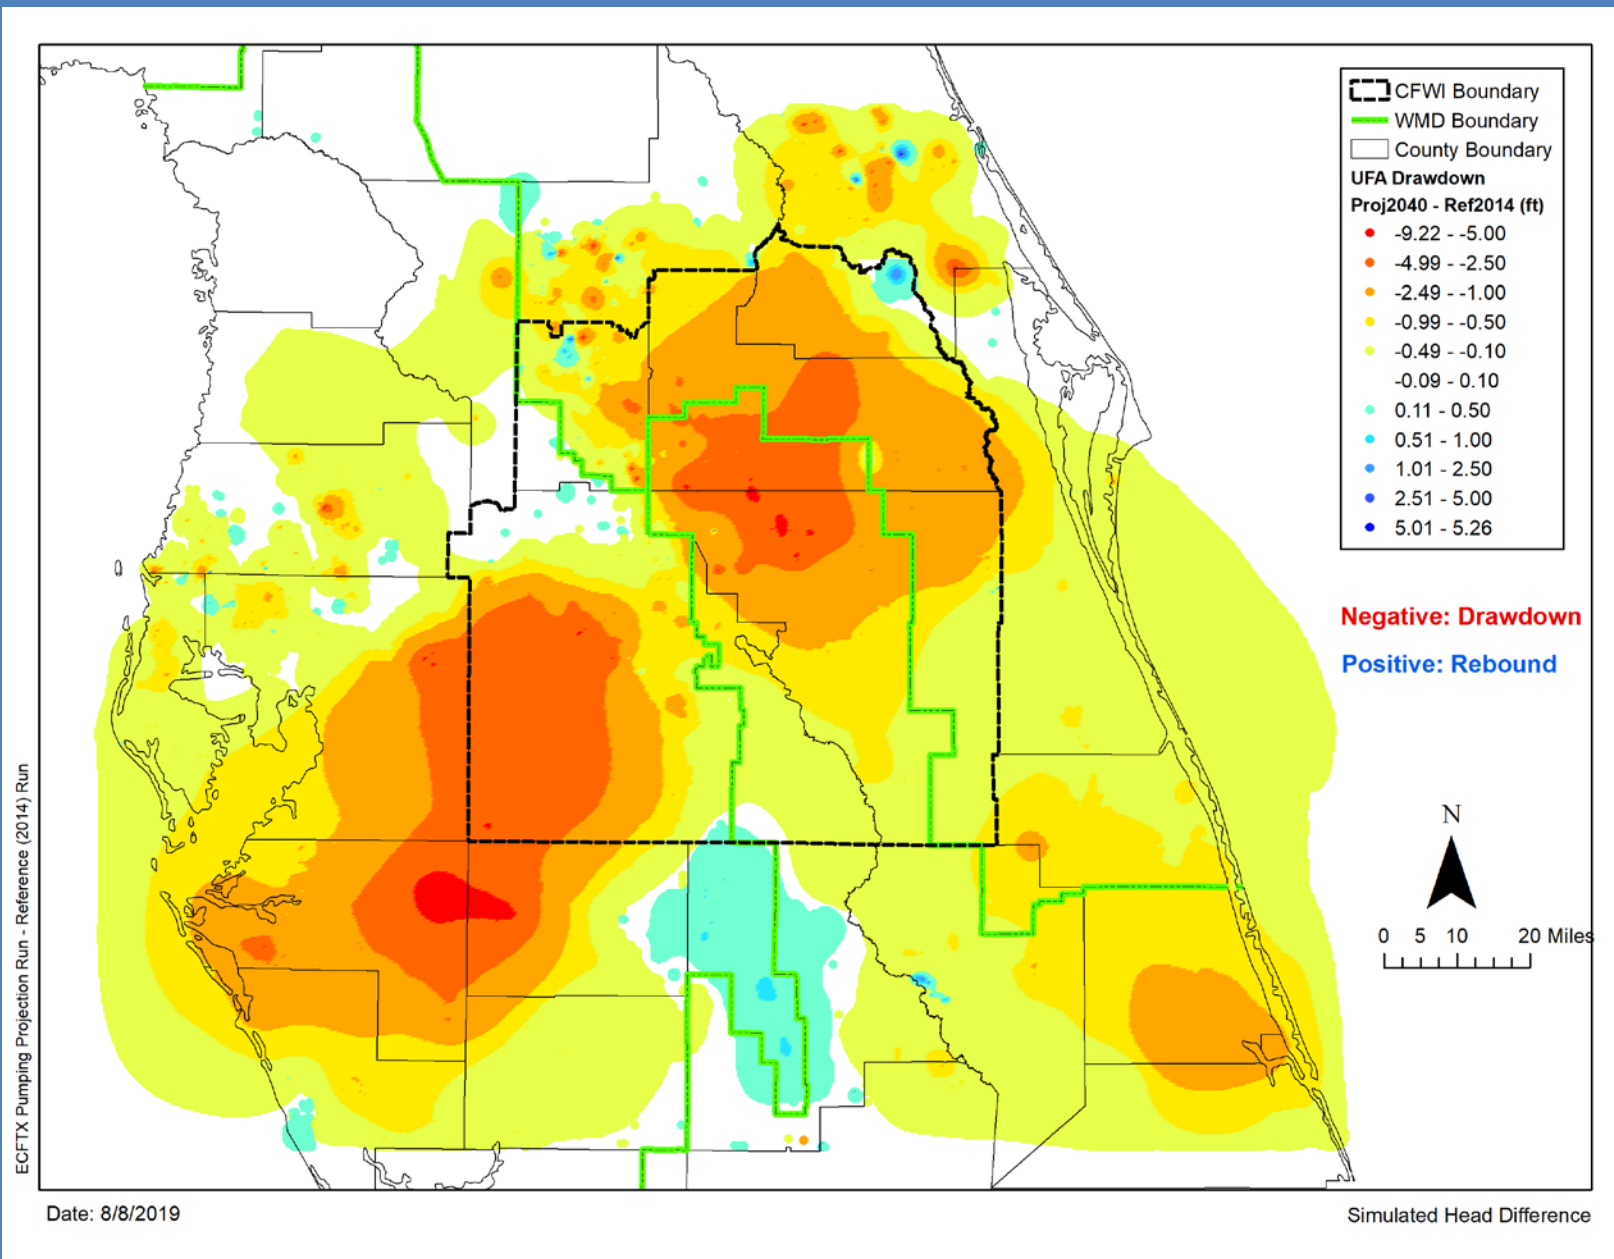 CFWI Boundary
WMD Boundary
County Boundary
UFA Drawdown
Proj2040 - Ref2014 (ft)
-9.22 - -5.00
-4.99 - -2.50
-2.49 - -1.00
-0.99 - -0.50
-0.49 - -0.10
-0.09 - 0.10
0.11 - 0.50
0.51 - 1.00
1.01 - 2.50
2.51 - 5.00
5.01 - 5.26
Negative: Drawdown
Positive: Rebound
N
0 5 10 20 Miles
ECFTX Pumping Projection Run - Reference (2014) Run
Date: 8/8/2019
Simulated Head Difference